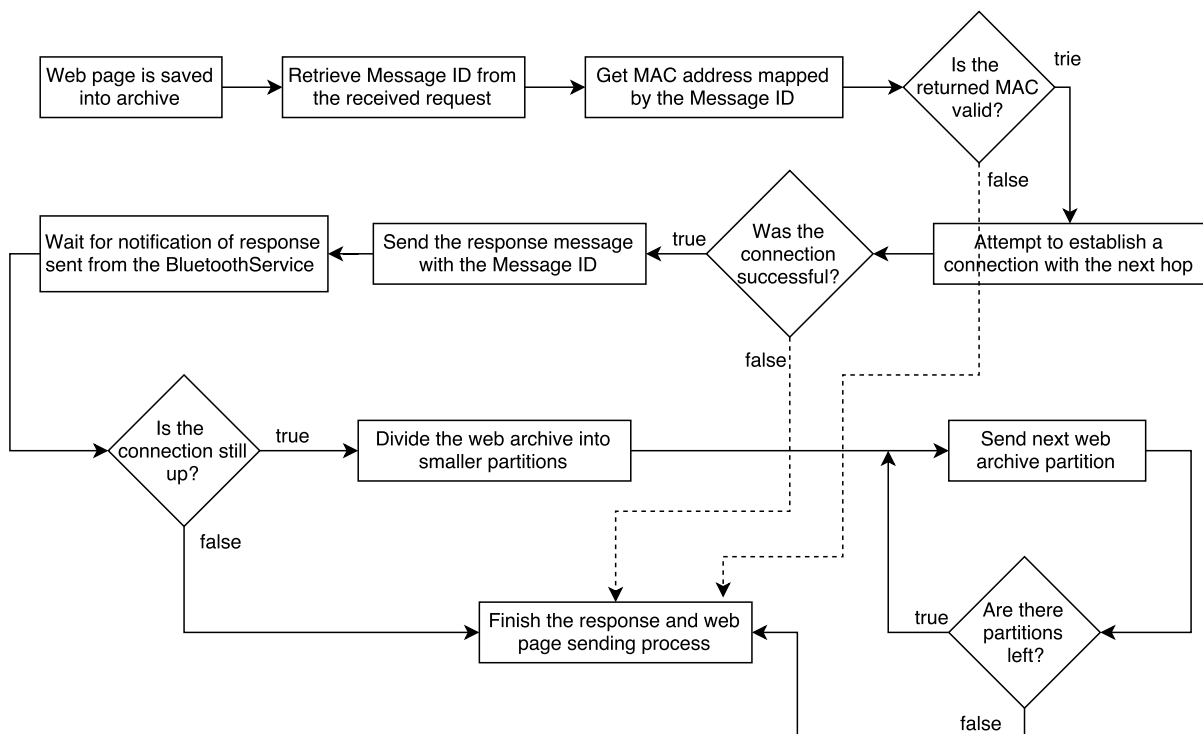 Web page is saved
into archive
Retrieve Message ID from
the received request
Get MAC address mapped
by the Message ID
Is the
returned MAC
valid?
trie
false
Wait for notification of response
sent from the BluetoothService
Send the response message
with the Message ID
true
Was the
connection
successful?
Attempt to establish a
connection with the next hop
false
Is the
connection still
up?
true
Divide the web archive into
smaller partitions
Send next web
archive partition
false
Finish the response and web
page sending process
true
Are there
partitions
left?
false